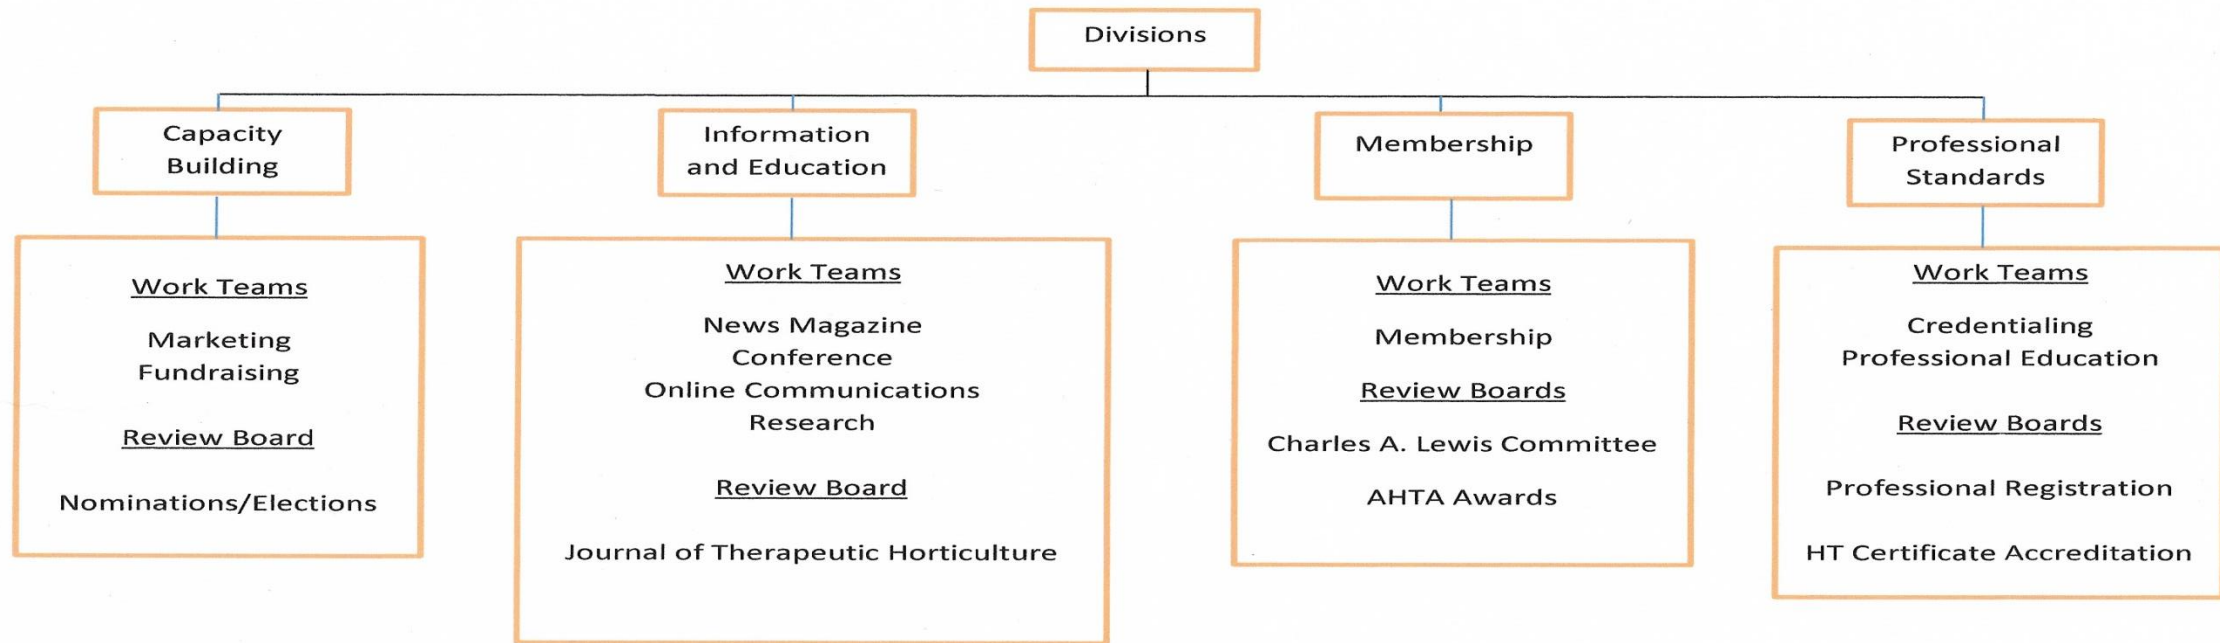 Divisions
Capacity
Building
Information
and Education
Membership
Professional
Standards
Work Teams
Marketing
Fundraising
Review Board
Nominations/Elections
Work Teams
News Magazine
Conference
Online Communications
Research
Review Board
Journal of Therapeutic Horticulture
Work Teams
Membership
Review Boards
Charles A. Lewis Committee
AHTA Awards
Work Teams
Credentialing
Professional Education
Review Boards
Professional Registration
HT Certificate Accreditation